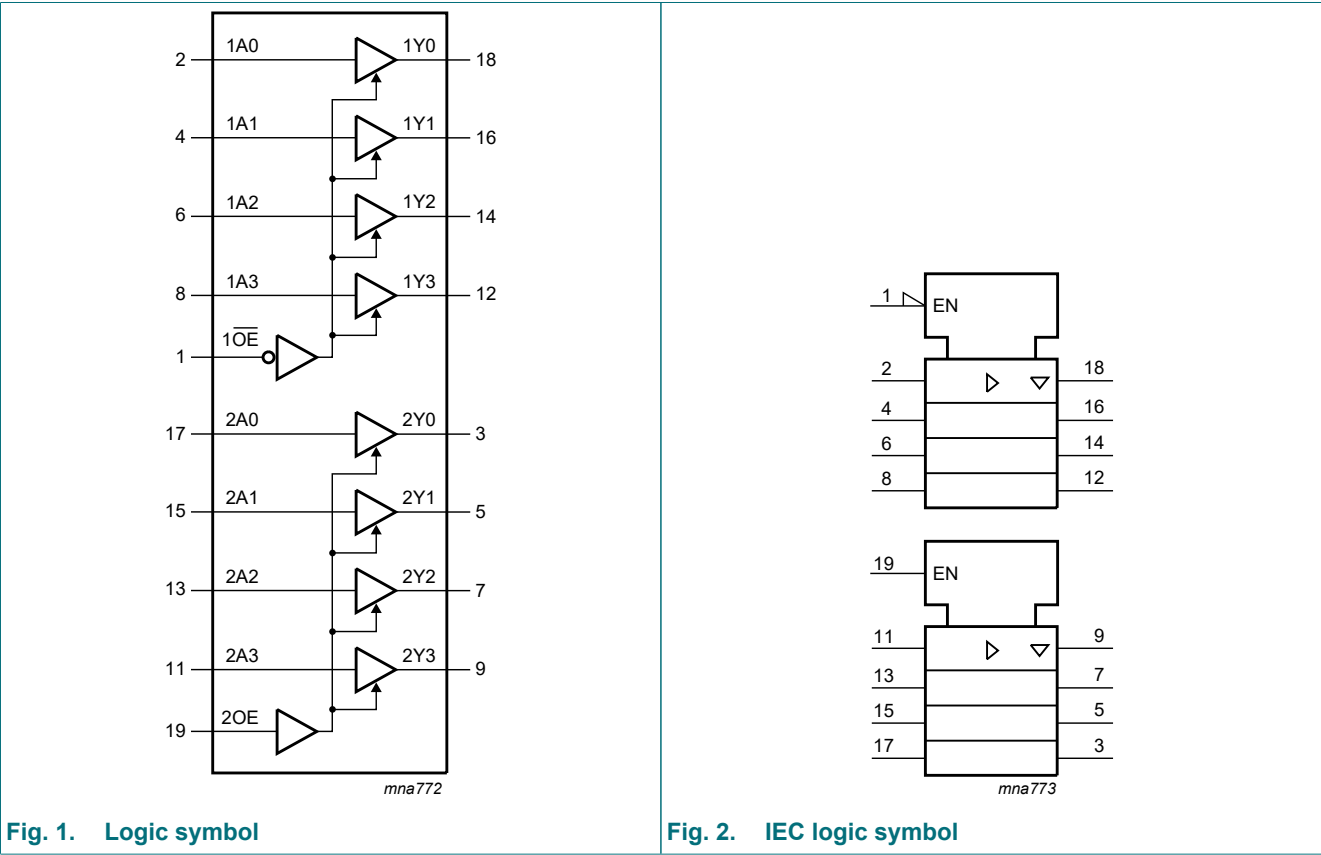 2 1A0 1Y0 18
4 1A1 1Y1 16
6 1A2 1Y2 14
8 1A3 1Y3 12
1 1O̅E̅
17 2A0 2Y0 3
15 2A1 2Y1 5
13 2A2 2Y2 7
11 2A3 2Y3 9
19 2OE
mna772
Fig. 1. Logic symbol
1 EN
2 18
4 16
6 14
8 12
19 EN
11 9
13 7
15 5
17 3
mna773
Fig. 2. IEC logic symbol